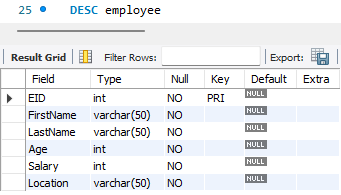 25 DESC employee
Result Grid Filter Rows: Export:
Field Type Null Key Default Extra
EID int NO PRI NULL
FirstName varchar(50) NO NULL
LastName varchar(50) NO NULL
Age int NO NULL
Salary int NO NULL
Location varchar(50) NO NULL